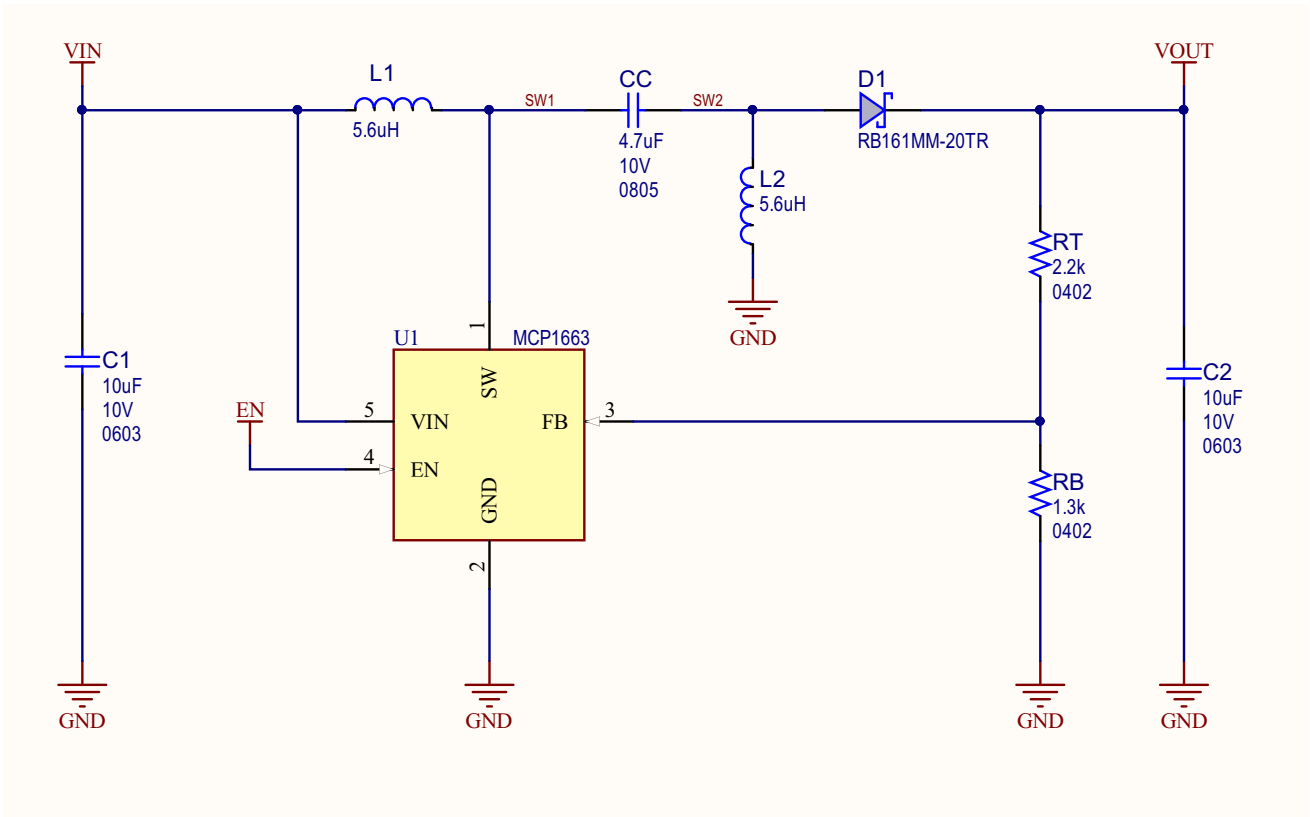 VIN
VOUT
L1
5.6uH
SW1
CC
4.7uF
10V
0805
SW2
D1
RB161MM-20TR
L2
5.6uH
GND
RT
2.2k
0402
C1
10uF
10V
0603
EN
U1
MCP1663
1
SW
5
VIN
4
EN
FB
3
GND
2
RB
1.3k
0402
C2
10uF
10V
0603
GND
GND
GND
GND